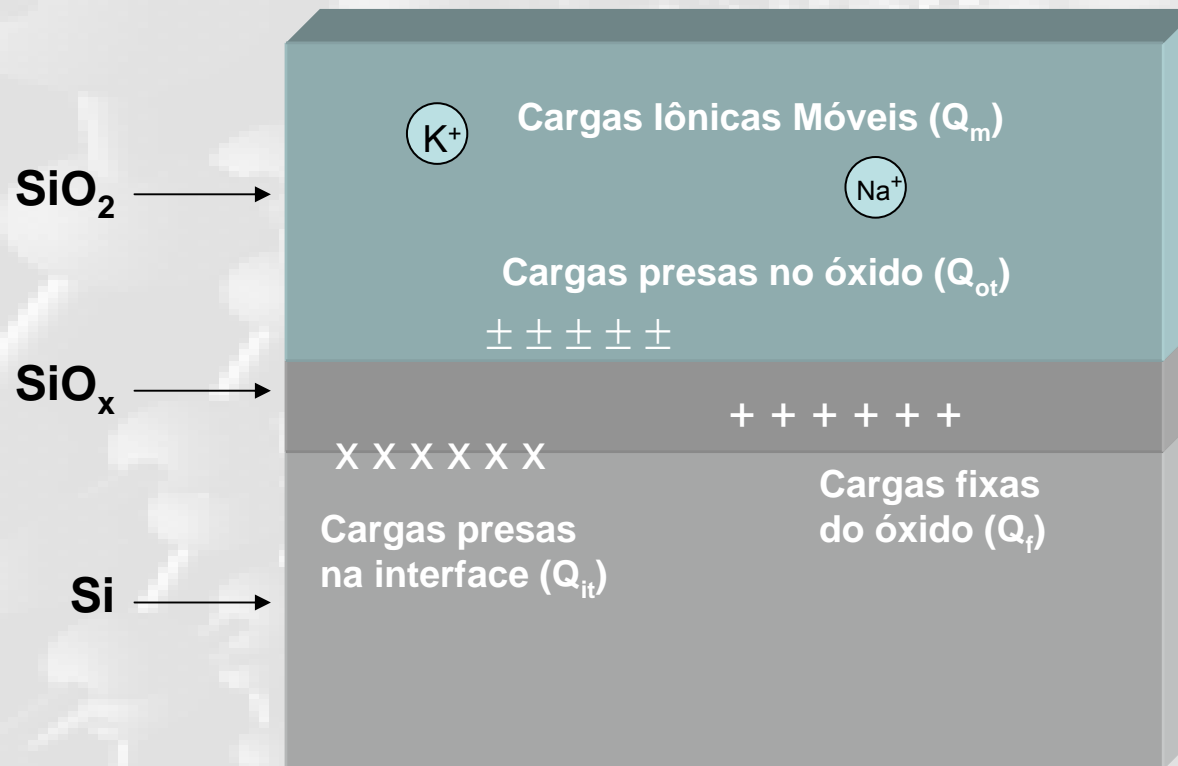 K+
Cargas Iônicas Móveis (Qm)
Na+
SiO2
Cargas presas no óxido (Qot)
± ± ± ± ±
SiOx
+ + + + + +
x x x x x x
Cargas fixas
do óxido (Qf)
Cargas presas
na interface (Qit)
Si